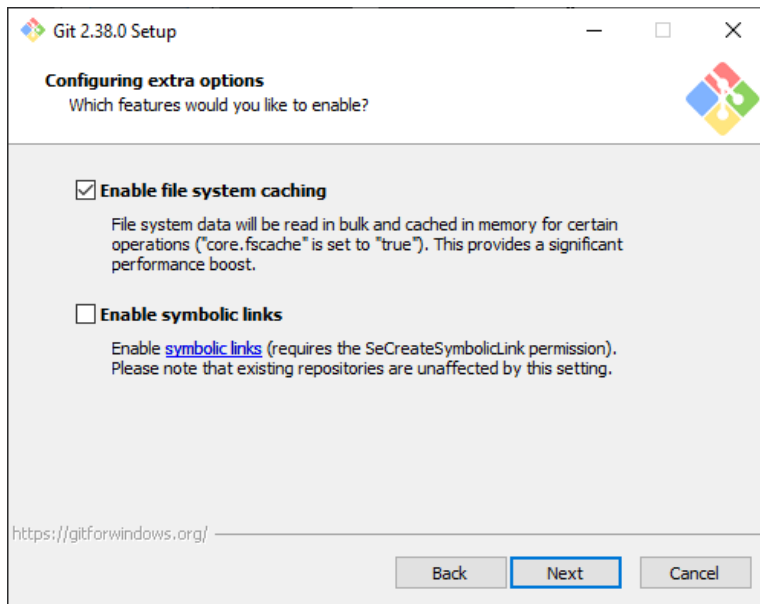 Git 2.38.0 Setup
Configuring extra options
Which features would you like to enable?
Enable file system caching
File system data will be read in bulk and cached in memory for certain
operations ("core.fscache" is set to "true"). This provides a significant
performance boost.
Enable symbolic links
Enable symbolic links (requires the SeCreateSymbolicLink permission).
Please note that existing repositories are unaffected by this setting.
https://gitforwindows.org/
Back Next Cancel